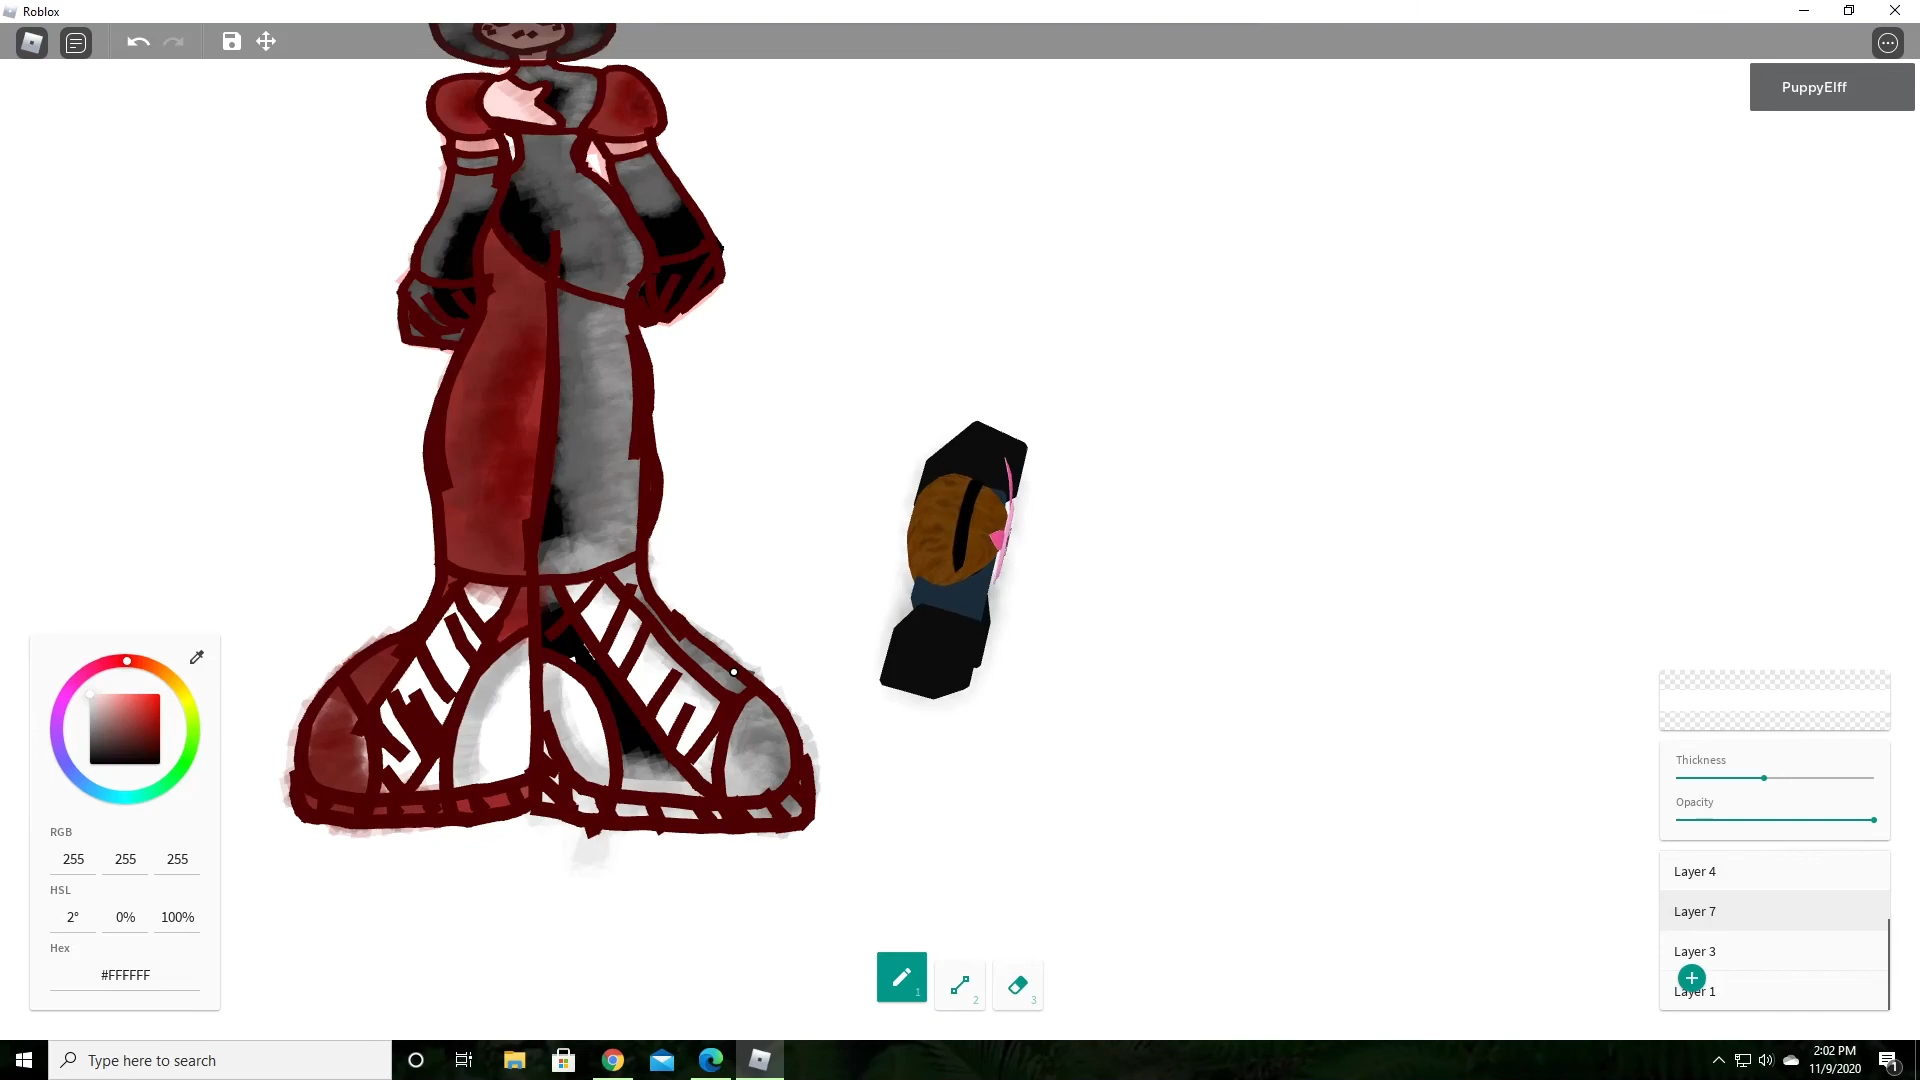 Roblox
PuppyElff
RGB
255 255 255
HSL
2° 0% 100%
Hex
#FFFFFF
Thickness
Opacity
Layer 4
Layer 7
Layer 3
Layer 1
1 2 3
Type here to search
2:02 PM
11/9/2020
1